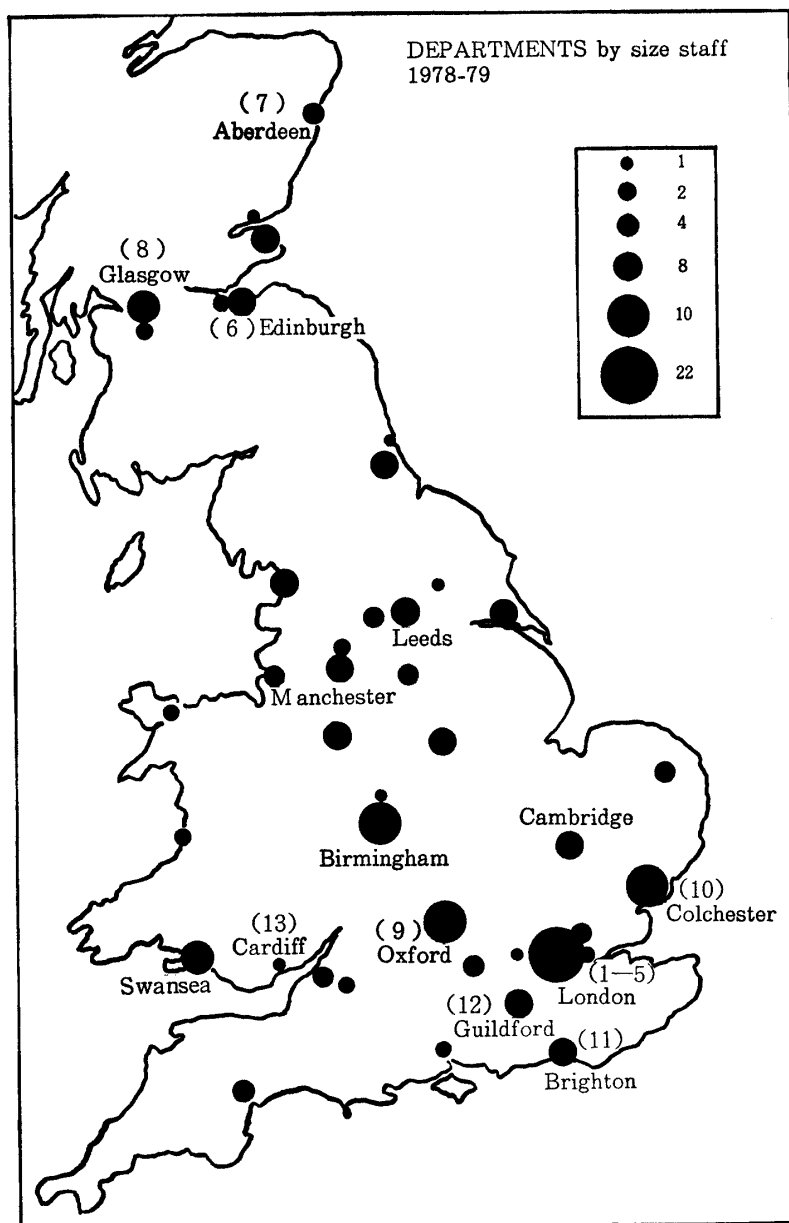 DEPARTMENTS by size staff
1978-79
1
2
4
8
10
22
(7)
Aberdeen
(8)
Glasgow
(6) Edinburgh
Leeds
Manchester
Cambridge
Birmingham
(10)
Colchester
(13)
Cardiff
(9)
Oxford
Swansea
(1—5)
London
(12)
Guildford
(11)
Brighton